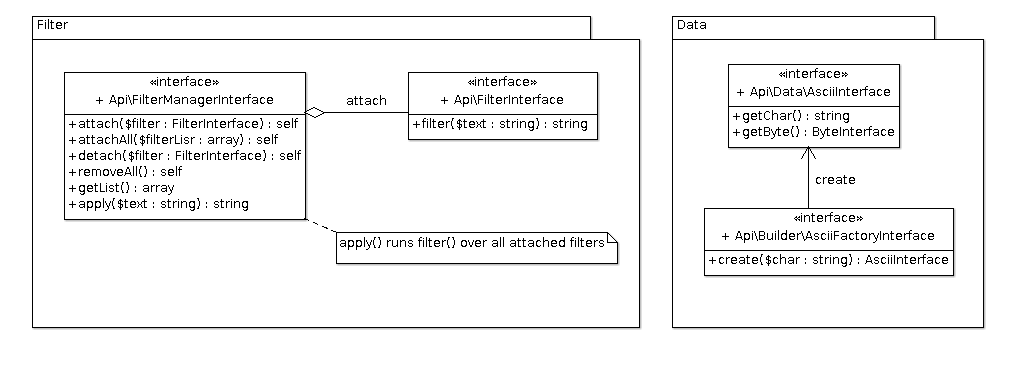 Filter
«interface»
+ Api\FilterManagerInterface
+attach($filter : FilterInterface) : self
+attachAll($filterLisr : array) : self
+detach($filter : FilterInterface) : self
+removeAll() : self
+getList() : array
+apply($text : string) : string
attach
«interface»
+ Api\FilterInterface
+filter($text : string) : string
apply() runs filter() over all attached filters
Data
«interface»
+ Api\Data\AsciiInterface
+getChar() : string
+getByte() : ByteInterface
create
«interface»
+ Api\Builder\AsciiFactoryInterface
+create($char : string) : AsciiInterface